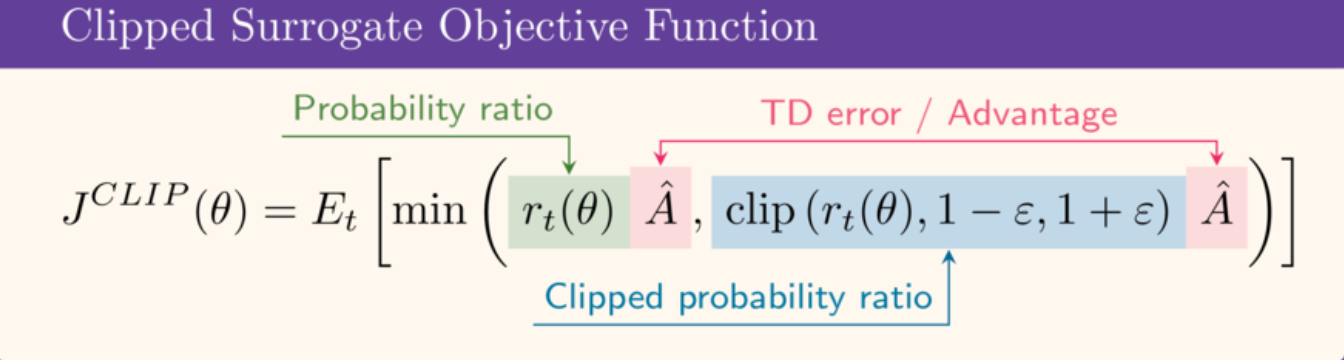 Clipped Surrogate Objective Function
Probability ratio
TD error / Advantage
J^{CLIP}(θ) = E_t [min (r_t(θ) Â, clip (r_t(θ), 1 − ε, 1 + ε) Â)]
Clipped probability ratio